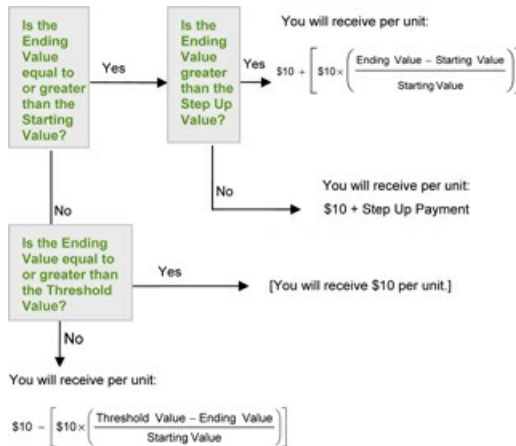 Is the
Ending
Value
equal to
or greater
than the
Starting
Value?
Yes
Is the
Ending
Value
greater
than the
Step Up
Value?
Yes
You will receive per unit:
$10 + [ $10× ( Ending Value – Starting Value
Starting Value ) ]
No
You will receive per unit:
$10 + Step Up Payment
No
Is the Ending
Value equal to
or greater than
the Threshold
Value?
Yes
[You will receive $10 per unit.]
No
You will receive per unit:
$10 – [ $10× ( Threshold Value – Ending Value
Starting Value ) ]